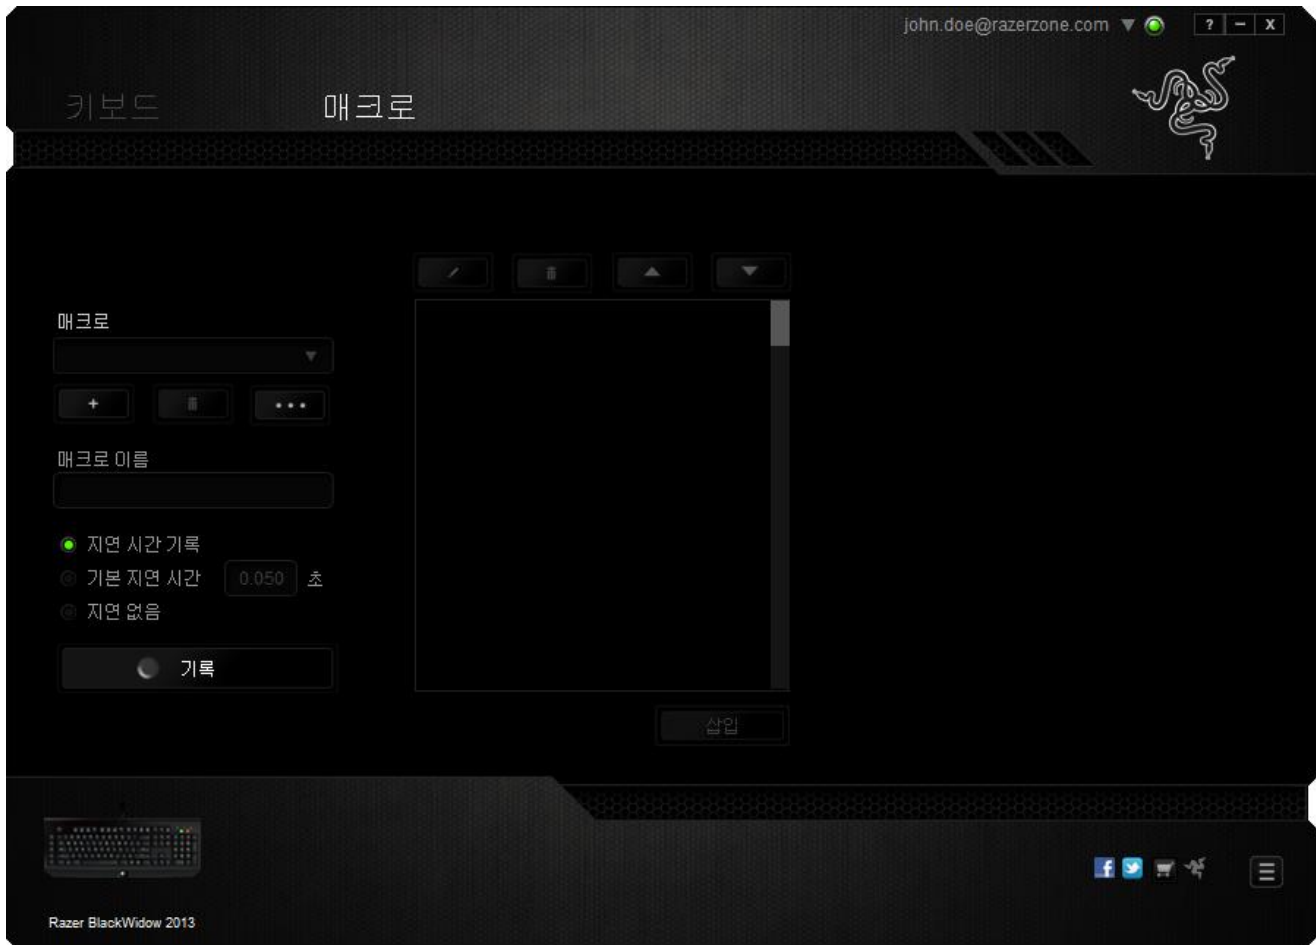 john.doe@razerzone.com
? - X
키보드
매크로
매크로
매크로 이름
지연 시간 기록
기본 지연 시간 0.050 초
지연 없음
기록
삽입
Razer BlackWidow 2013